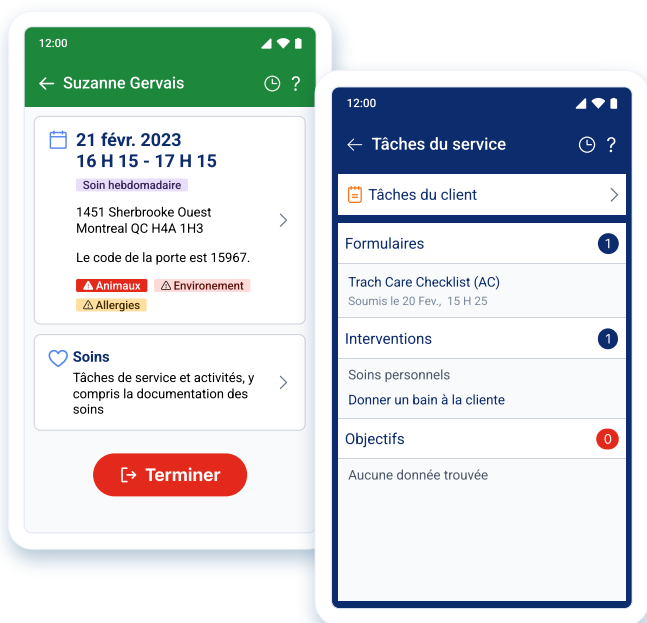 12:00
Suzanne Gervais
?
21 févr. 2023
16 H 15 - 17 H 15
Soin hebdomadaire
1451 Sherbrooke Ouest
Montreal QC H4A 1H3
Le code de la porte est 15967.
Animaux
Environement
Allergies
Soins
Tâches de service et activités, y
compris la documentation des
soins
Terminer
12:00
Tâches du service
?
Tâches du client
Formulaires
1
Trach Care Checklist (AC)
Soumis le 20 Fev., 15 H 25
Interventions
1
Soins personnels
Donner un bain à la cliente
Objectifs
0
Aucune donnée trouvée